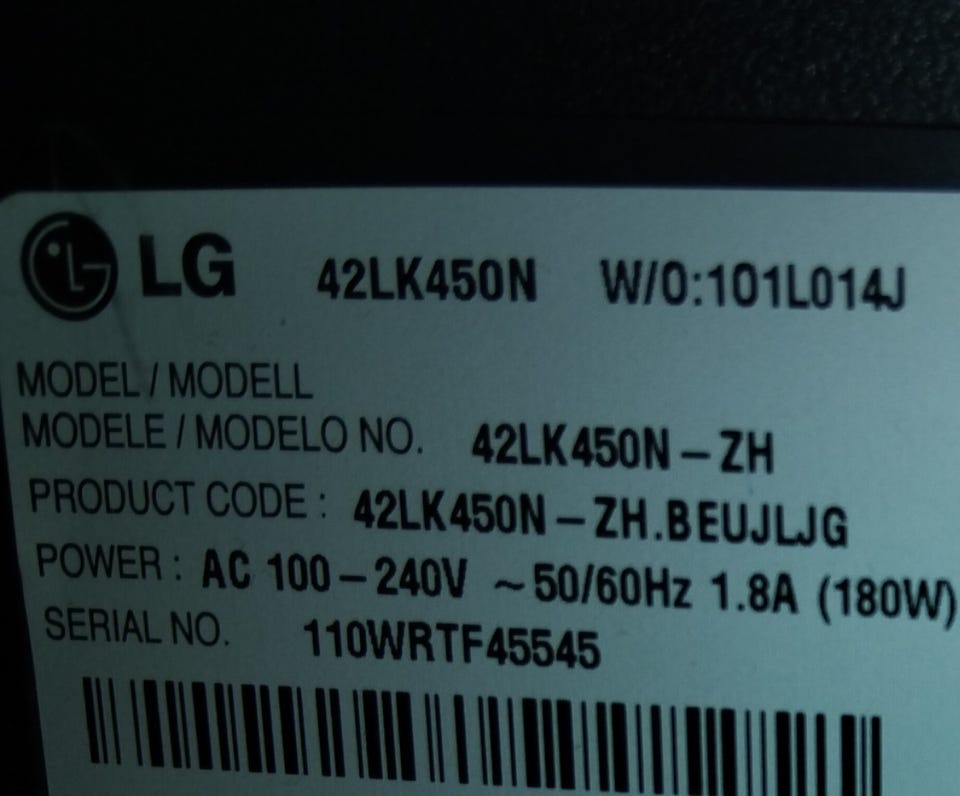 LG 42LK450N W/O:101L014J
MODEL / MODELL
MODELE / MODELO NO. 42LK450N-ZH
PRODUCT CODE : 42LK450N-ZH.BEUJLJG
POWER : AC 100-240V ~50/60Hz 1.8A (180W)
SERIAL NO. 110WRTF45545